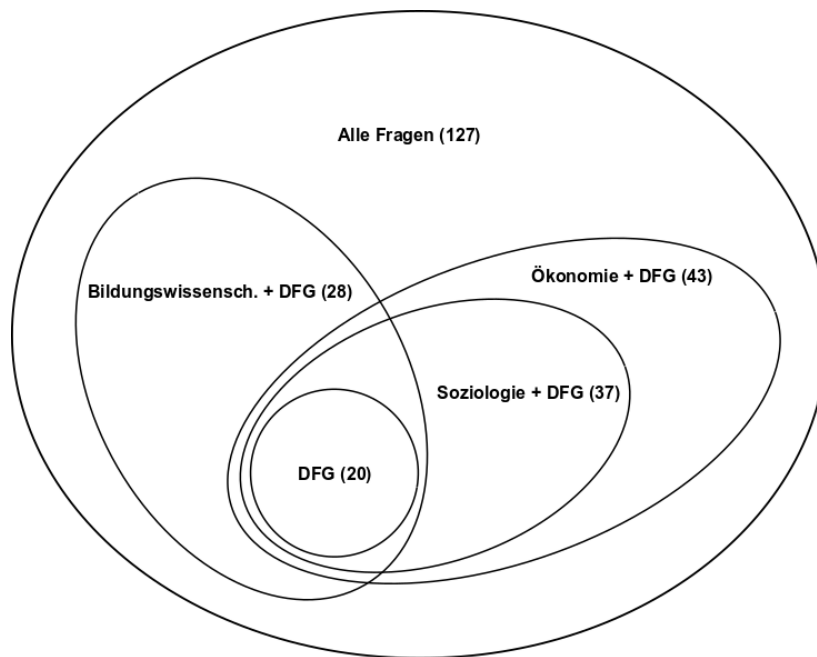 Alle Fragen (127)
Ökonomie + DFG (43)
Bildungswissensch. + DFG (28)
Soziologie + DFG (37)
DFG (20)